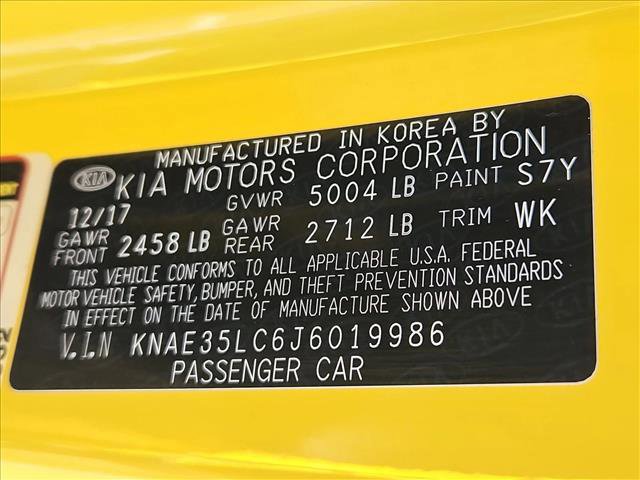 MANUFACTURED IN KOREA BY
KIA KIA MOTORS CORPORATION
12/17 GVWR 5004 LB PAINT S7Y
GAWR FRONT 2458 LB GAWR REAR 2712 LB TRIM WK
THIS VEHICLE CONFORMS TO ALL APPLICABLE U.S.A. FEDERAL
MOTOR VEHICLE SAFETY, BUMPER, AND THEFT PREVENTION STANDARDS
IN EFFECT ON THE DATE OF MANUFACTURE SHOWN ABOVE
V.I.N KNAE35LC6J6019986
PASSENGER CAR